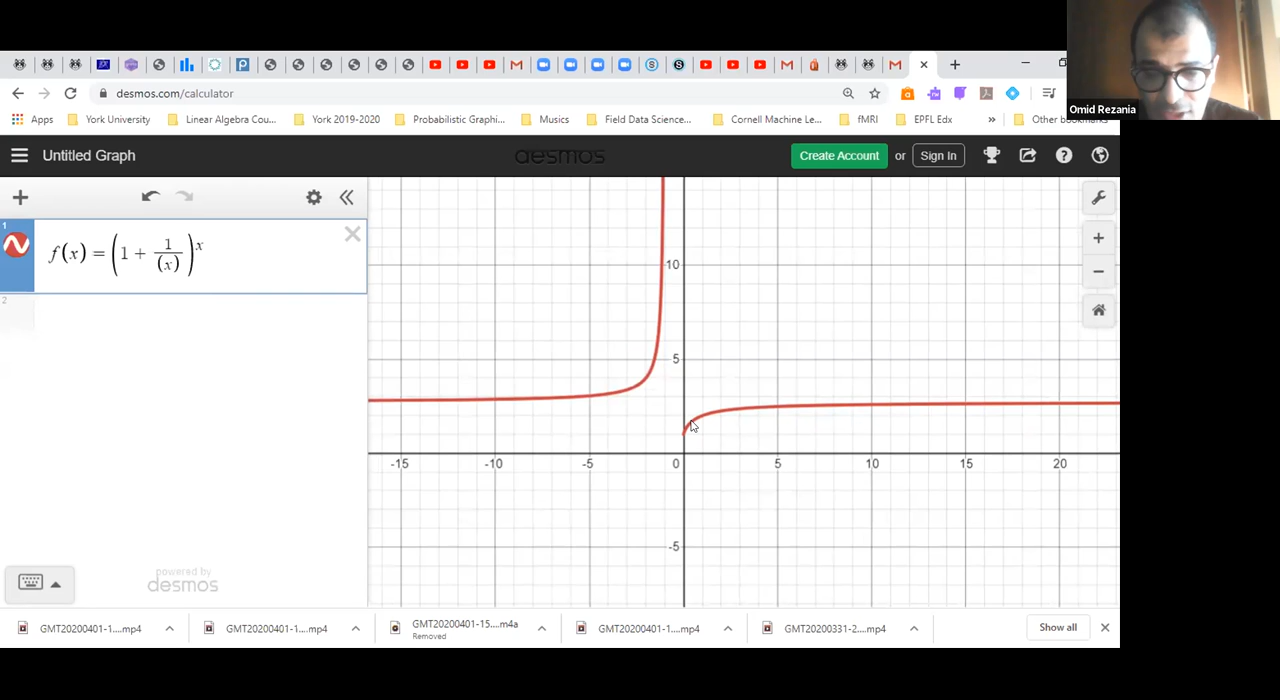 Omid Rezania
desmos.com/calculator
Apps York University Linear Algebra Cou... York 2019-2020 Probabilistic Graphi... Musics Field Data Science... Cornell Machine Le... fMRI EPFL Edx » Other bookmarks
Untitled Graph desmos Create Account or Sign In
1
f(x) = (1 + 1/(x))^x
2
10
5
-15 -10 -5 0 5 10 15 20
-5
powered by
desmos
GMT20200401-1....mp4 GMT20200401-1....mp4 GMT20200401-15....m4a GMT20200401-1....mp4 GMT20200331-2....mp4 Show all
Removed